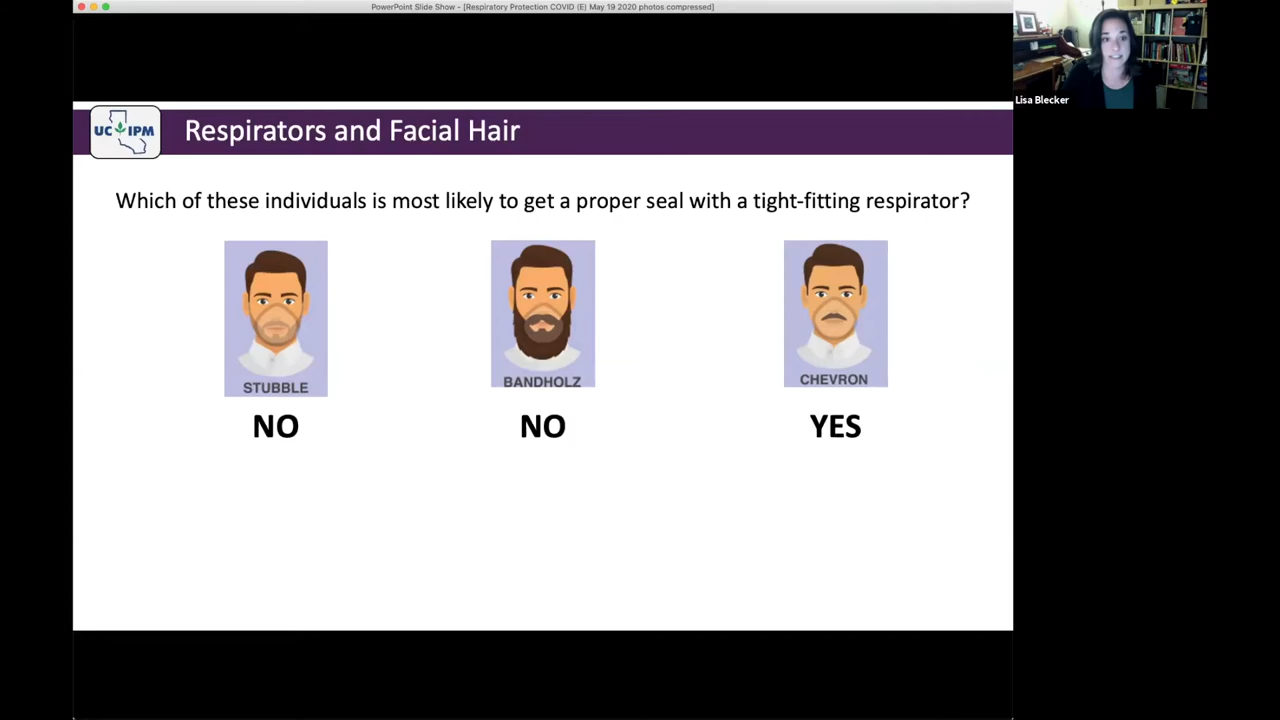 PowerPoint Slide Show - [Respiratory Protection COVID (E) May 19 2020 photos compressed]
Lisa Blecker
UC IPM
Respirators and Facial Hair
Which of these individuals is most likely to get a proper seal with a tight-fitting respirator?
STUBBLE
BANDHOLZ
CHEVRON
NO
NO
YES